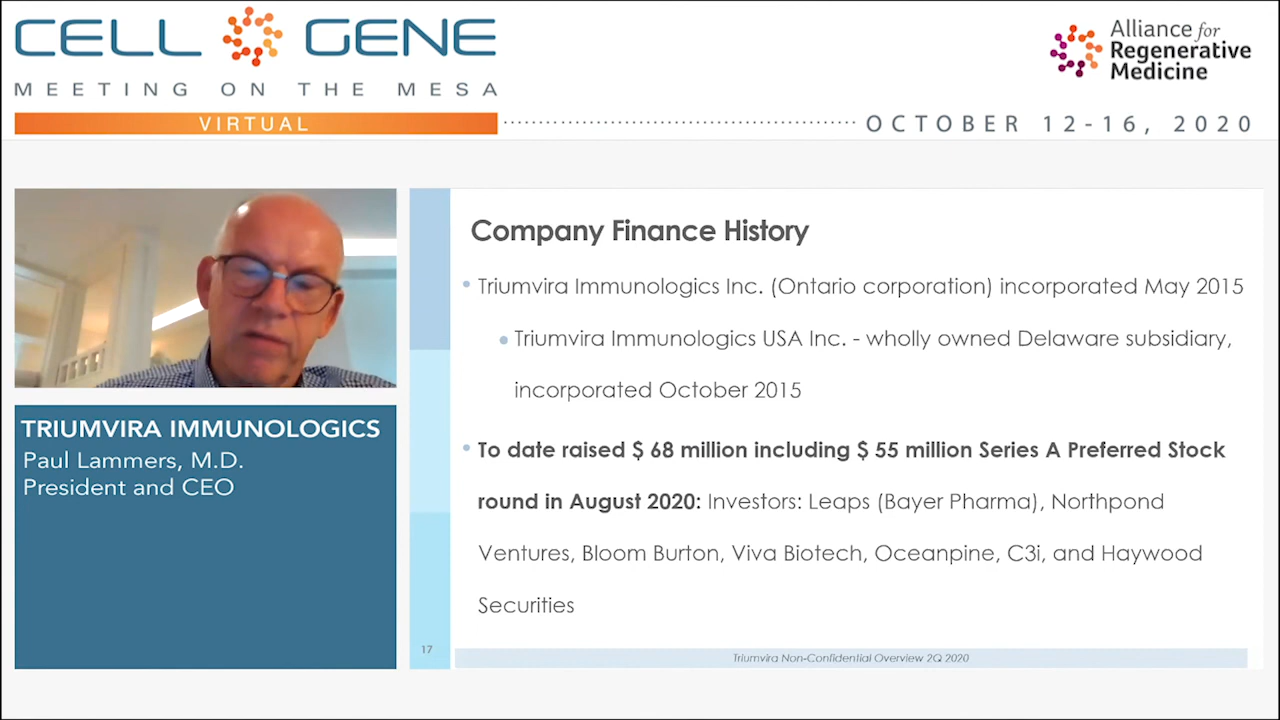 CELL GENE
MEETING ON THE MESA
VIRTUAL
Alliance for
Regenerative
Medicine
OCTOBER 12-16, 2020
TRIUMVIRA IMMUNOLOGICS
Paul Lammers, M.D.
President and CEO
Company Finance History
• Triumvira Immunologics Inc. (Ontario corporation) incorporated May 2015
• Triumvira Immunologics USA Inc. - wholly owned Delaware subsidiary,
incorporated October 2015
• To date raised $ 68 million including $ 55 million Series A Preferred Stock
round in August 2020: Investors: Leaps (Bayer Pharma), Northpond
Ventures, Bloom Burton, Viva Biotech, Oceanpine, C3i, and Haywood
Securities
17
Triumvira Non-Confidential Overview 2Q 2020